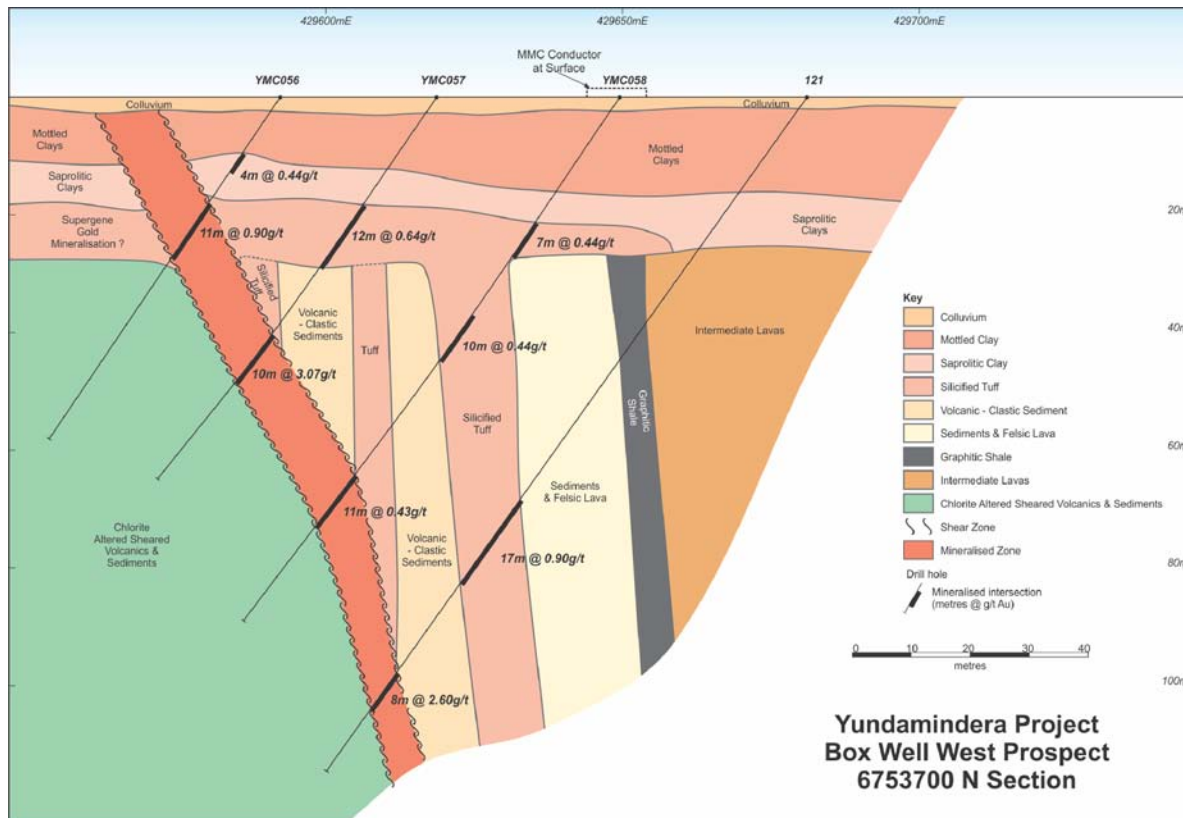 429600mE
429650mE
429700mE
MMC Conductor
at Surface
YMC056
YMC057
YMC058
121
Colluvium
Colluvium
Mottled
Clays
Mottled
Clays
4m @ 0.44g/t
Saprolitic
Clays
Saprolitic
Clays
20m
Supergene
Gold
Mineralisation ?
11m @ 0.90g/t
12m @ 0.64g/t
7m @ 0.44g/t
Silicified
Tuff
Volcanic
- Clastic
Sediments
Tuff
10m @ 0.44g/t
Intermediate Lavas
40m
10m @ 3.07g/t
Silicified
Tuff
Graphitic
Shale
60m
Sediments
& Felsic Lava
11m @ 0.43g/t
Chlorite
Altered Sheared
Volcanics &
Sediments
Volcanic
- Clastic
Sediments
17m @ 0.90g/t
80m
8m @ 2.60g/t
100m
Key
Colluvium
Mottled Clay
Saprolitic Clay
Silicified Tuff
Volcanic - Clastic Sediment
Sediments & Felsic Lava
Graphitic Shale
Intermediate Lavas
Chlorite Altered Sheared Volcanics & Sediments
Shear Zone
Mineralised Zone
Drill hole
Mineralised intersection
(metres @ g/t Au)
0 10 20 30 40
metres
Yundamindera Project
Box Well West Prospect
6753700 N Section